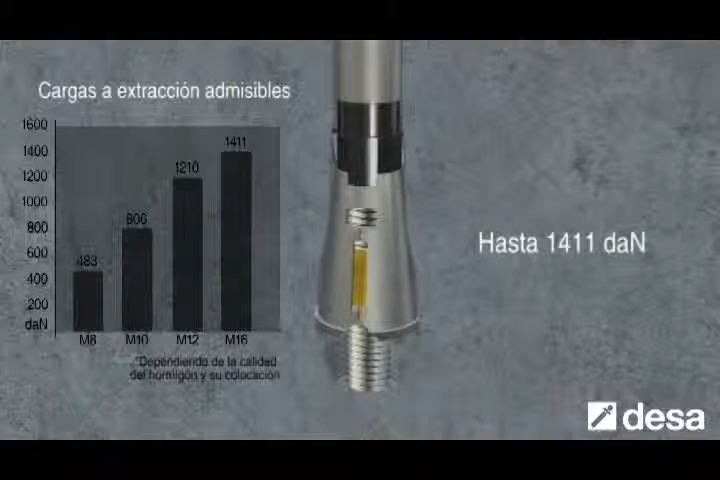 Cargas a extracción admisibles
1600
1400
1200
1000
800
600
400
200
daN
483
806
1210
1411
M8
M10
M12
M16
*Dependiendo de la calidad
del hormigón y su colocación
Hasta 1411 daN
desa